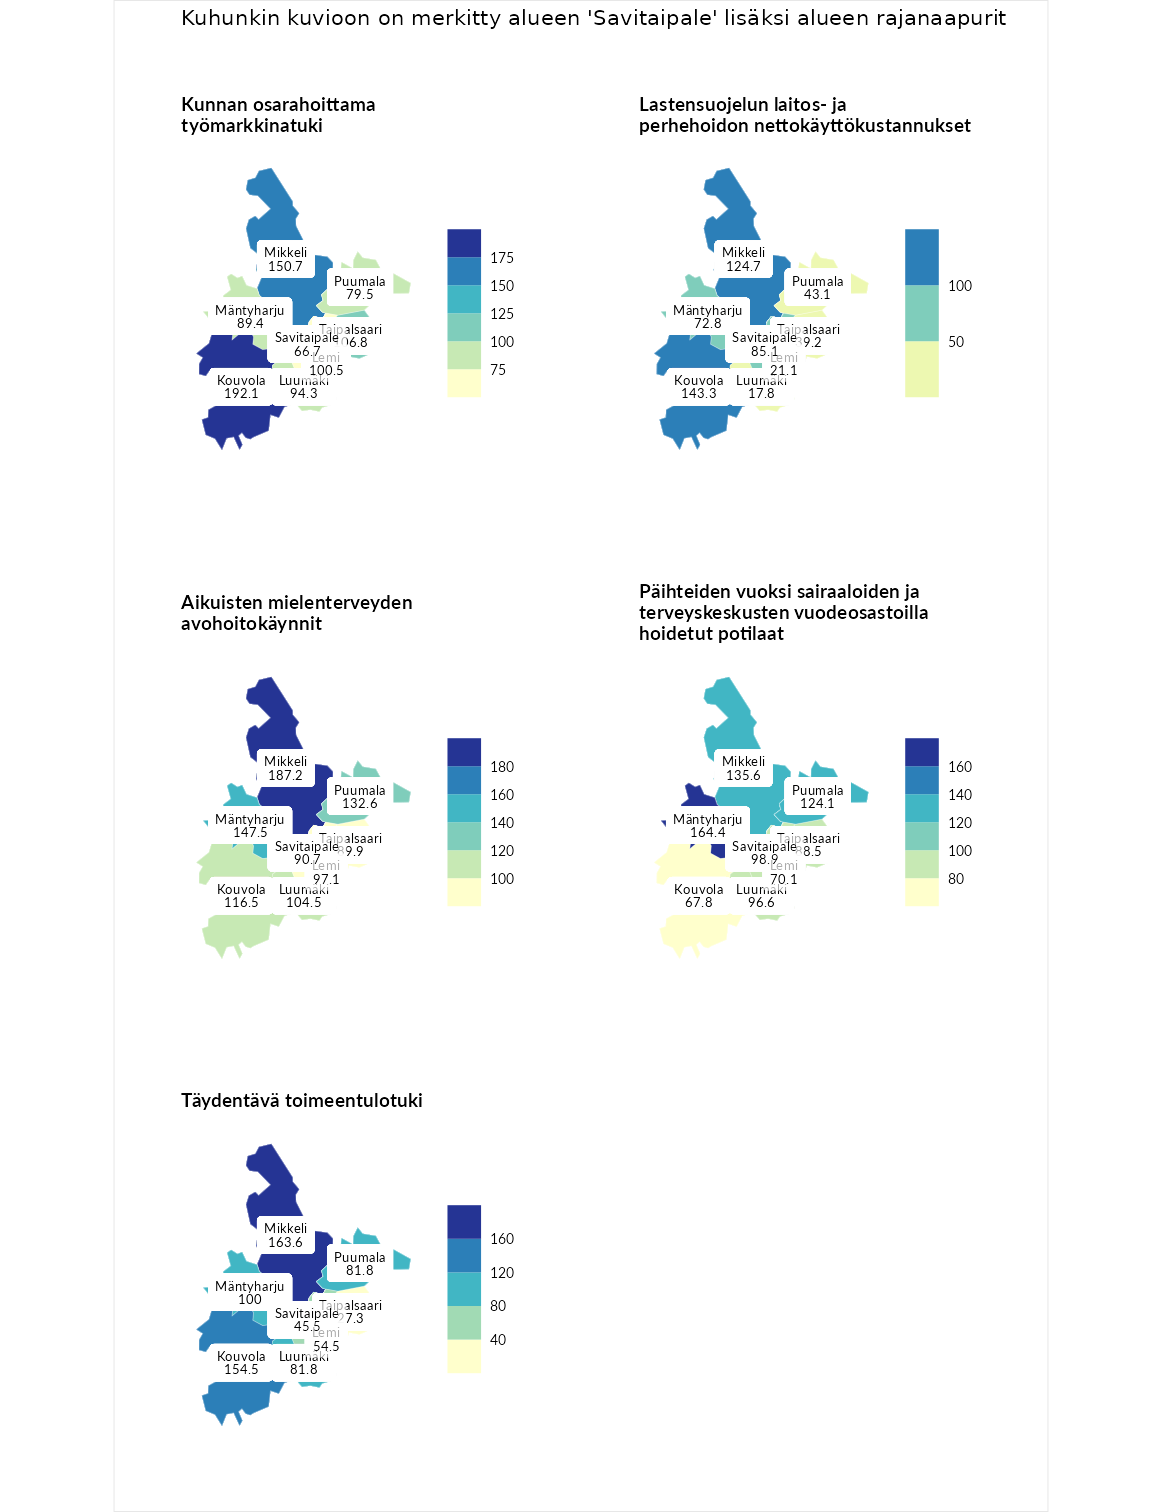 Kuhunkin kuvioon on merkitty alueen 'Savitaipale' lisäksi alueen rajanaapurit
Kunnan osarahoittama
työmarkkinatuki
Mikkeli
150.7
Puumala
79.5
Mäntyharju
89.4
Taipalsaari
Savitaipale
66.7
Lemi
100.5
Kouvola
192.1
Luumäki
94.3
175
150
125
100
75
Lastensuojelun laitos- ja
perhehoidon nettokäyttökustannukset
Mikkeli
124.7
Puumala
43.1
Mäntyharju
72.8
Taipalsaari
Savitaipale
85.1
Lemi
21.1
Kouvola
143.3
Luumäki
17.8
100
50
Aikuisten mielenterveyden
avohoitokäynnit
Mikkeli
187.2
Puumala
132.6
Mäntyharju
147.5
Taipalsaari
Savitaipale
90.7
Lemi
97.1
Kouvola
116.5
Luumäki
104.5
180
160
140
120
100
Päihteiden vuoksi sairaaloiden ja
terveyskeskusten vuodeosastoilla
hoidetut potilaat
Mikkeli
135.6
Puumala
124.1
Mäntyharju
164.4
Taipalsaari
Savitaipale
98.9
Lemi
70.1
Kouvola
67.8
Luumäki
96.6
160
140
120
100
80
Täydentävä toimeentulotuki
Mikkeli
163.6
Puumala
81.8
Mäntyharju
100
Taipalsaari
Savitaipale
45.5
Lemi
54.5
Kouvola
154.5
Luumäki
81.8
160
120
80
40